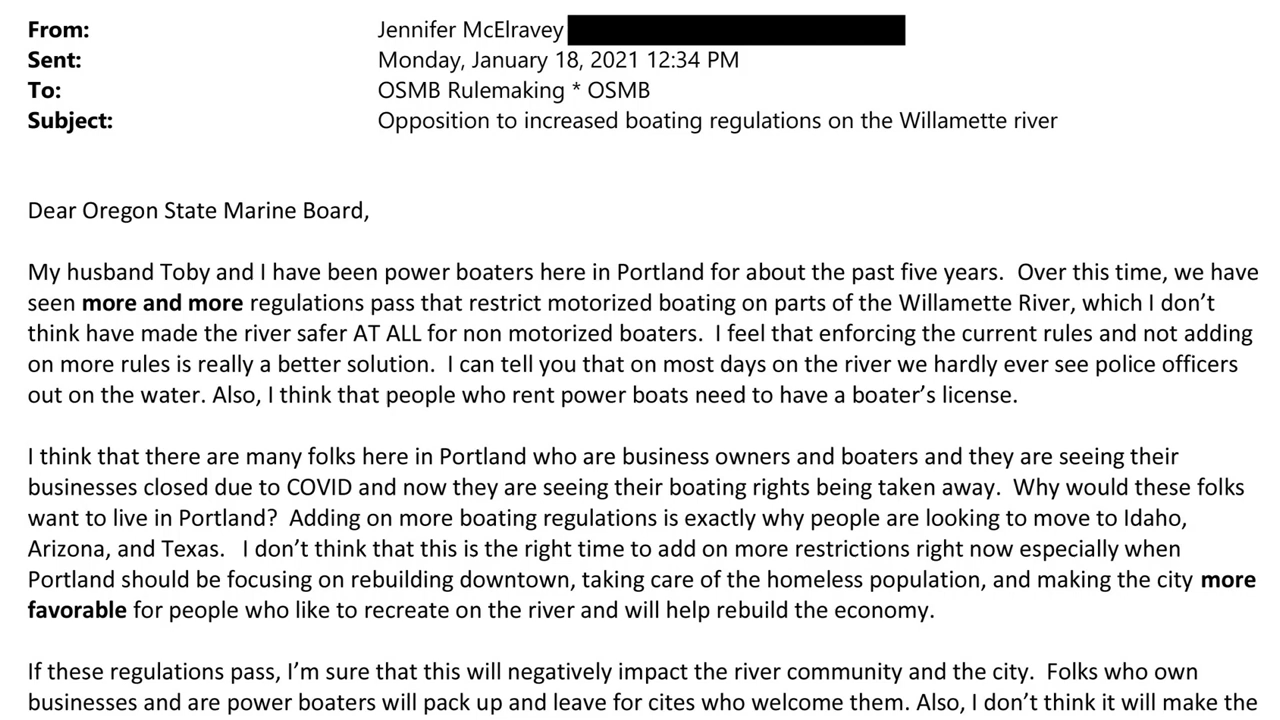 From: Jennifer McElravey
Sent: Monday, January 18, 2021 12:34 PM
To: OSMB Rulemaking * OSMB
Subject: Opposition to increased boating regulations on the Willamette river
Dear Oregon State Marine Board,
My husband Toby and I have been power boaters here in Portland for about the past five years.  Over this time, we have
seen more and more regulations pass that restrict motorized boating on parts of the Willamette River, which I don’t
think have made the river safer AT ALL for non motorized boaters.  I feel that enforcing the current rules and not adding
on more rules is really a better solution.  I can tell you that on most days on the river we hardly ever see police officers
out on the water. Also, I think that people who rent power boats need to have a boater’s license.
I think that there are many folks here in Portland who are business owners and boaters and they are seeing their
businesses closed due to COVID and now they are seeing their boating rights being taken away.  Why would these folks
want to live in Portland?  Adding on more boating regulations is exactly why people are looking to move to Idaho,
Arizona, and Texas.   I don’t think that this is the right time to add on more restrictions right now especially when
Portland should be focusing on rebuilding downtown, taking care of the homeless population, and making the city more
favorable for people who like to recreate on the river and will help rebuild the economy.
If these regulations pass, I’m sure that this will negatively impact the river community and the city.  Folks who own
businesses and are power boaters will pack up and leave for cites who welcome them. Also, I don’t think it will make the